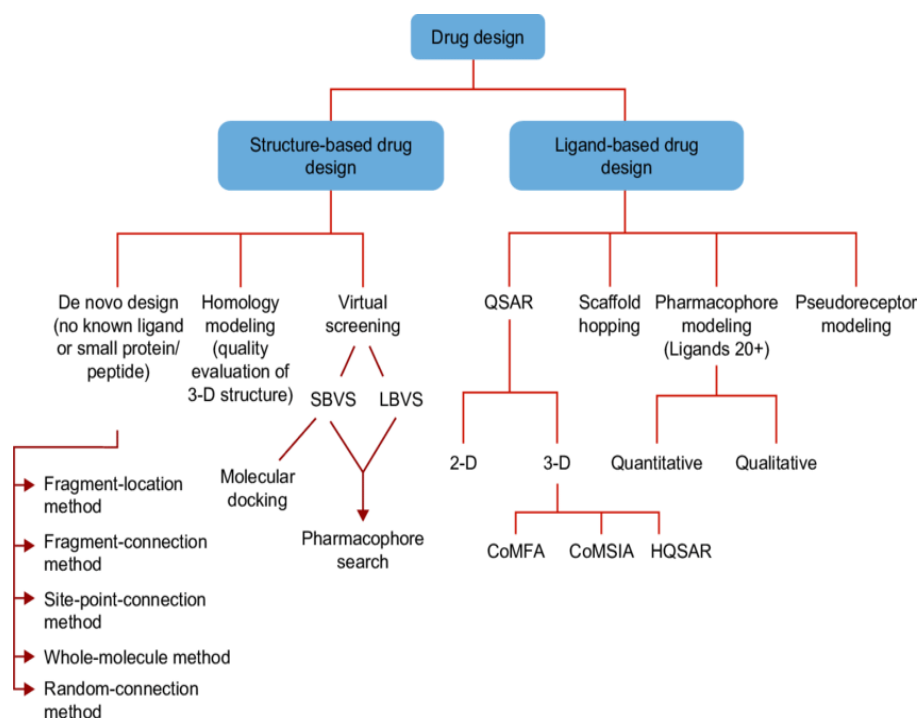 Drug design
Structure-based drug
design
Ligand-based drug
design
De novo design
(no known ligand
or small protein/
peptide)
Homology
modeling
(quality
evaluation of
3-D structure)
Virtual
screening
QSAR
Scaffold
hopping
Pharmacophore
modeling
(Ligands 20+)
Pseudoreceptor
modeling
SBVS
LBVS
2-D
3-D
Quantitative
Qualitative
Molecular
docking
Pharmacophore
search
CoMFA
CoMSIA
HQSAR
Fragment-location
method
Fragment-connection
method
Site-point-connection
method
Whole-molecule method
Random-connection
method